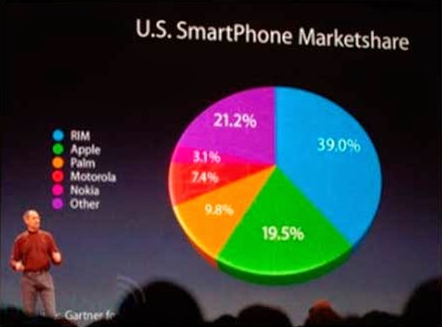 U.S. SmartPhone Marketshare
RIM
Apple
Palm
Motorola
Nokia
Other
21.2%
39.0%
3.1%
7.4%
9.8%
19.5%
Gartner